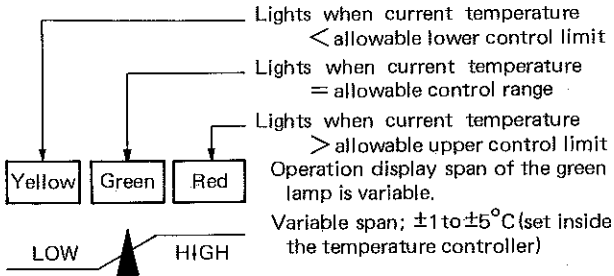 Lights when current temperature
< allowable lower control limit
Lights when current temperature
= allowable control range
Lights when current temperature
> allowable upper control limit
Yellow Green Red
Operation display span of the green
lamp is variable.
Variable span; ±1 to ±5°C (set inside
the temperature controller)
LOW HIGH